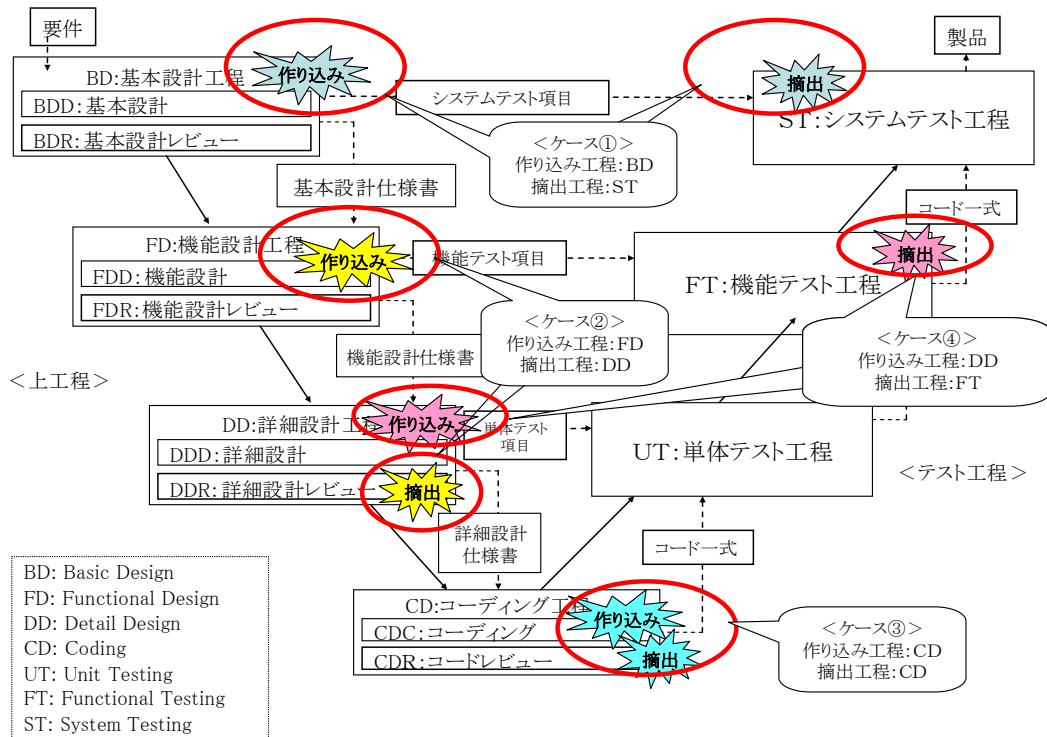 要件
BD:基本設計工程
作り込み
BDD:基本設計
BDR:基本設計レビュー
システムテスト項目
摘出
製品
ST:システムテスト工程
<ケース①>
作り込み工程:BD
摘出工程:ST
基本設計仕様書
コード一式
FD:機能設計工程
作り込み
FDD:機能設計
FDR:機能設計レビュー
機能テスト項目
摘出
FT:機能テスト工程
<ケース②>
作り込み工程:FD
摘出工程:DD
<ケース④>
作り込み工程:DD
摘出工程:FT
機能設計仕様書
<上工程>
DD:詳細設計工程
作り込み
DDD:詳細設計
DDR:詳細設計レビュー
摘出
単体テスト
項目
UT:単体テスト工程
<テスト工程>
詳細設計
仕様書
コード一式
CD:コーディング工程
作り込み
CDC:コーディング
CDR:コードレビュー
摘出
<ケース③>
作り込み工程:CD
摘出工程:CD
BD: Basic Design
FD: Functional Design
DD: Detail Design
CD: Coding
UT: Unit Testing
FT: Functional Testing
ST: System Testing